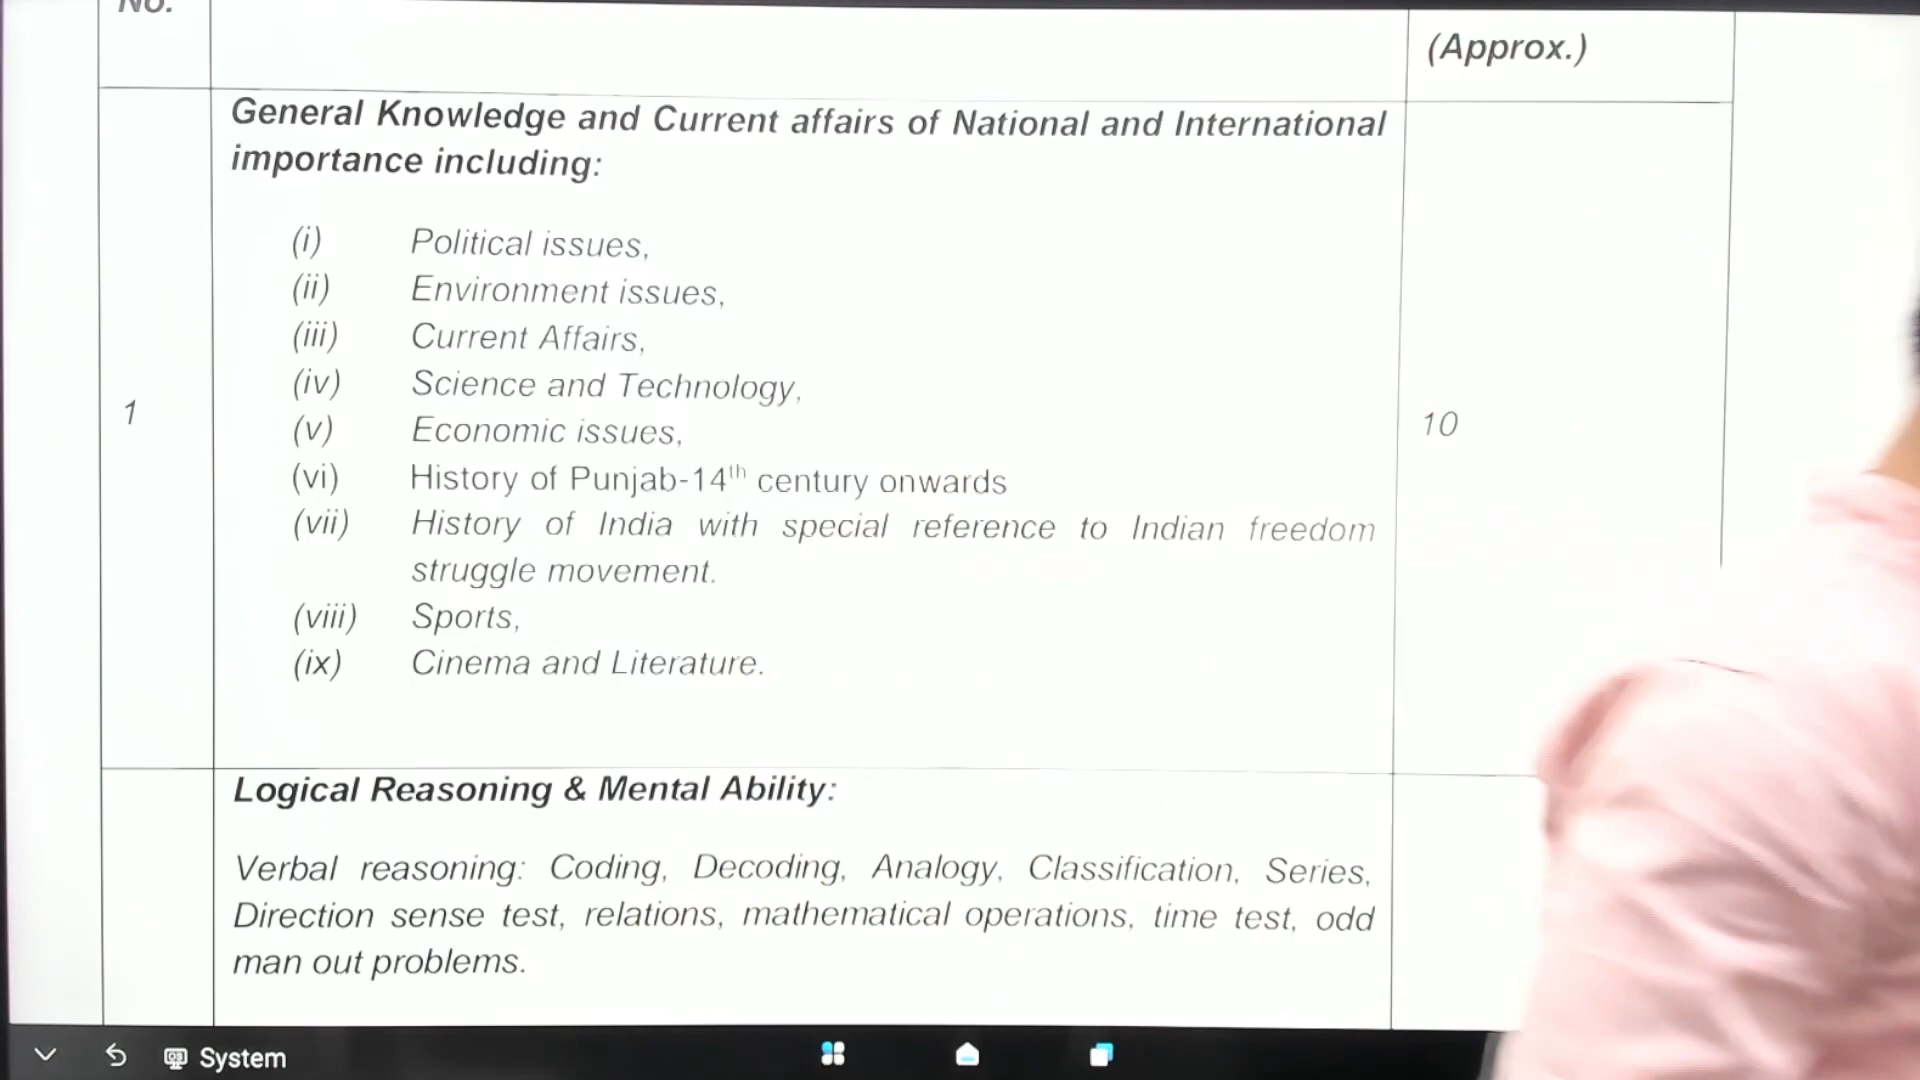 No.
(Approx.)
General Knowledge and Current affairs of National and International
importance including:
(i) Political issues,
(ii) Environment issues,
(iii) Current Affairs,
(iv) Science and Technology,
1
(v) Economic issues,
10
(vi) History of Punjab-14th century onwards
(vii) History of India with special reference to Indian freedom
struggle movement.
(viii) Sports,
(ix) Cinema and Literature.
Logical Reasoning & Mental Ability:
Verbal reasoning: Coding, Decoding, Analogy, Classification, Series,
Direction sense test, relations, mathematical operations, time test, odd
man out problems.
System